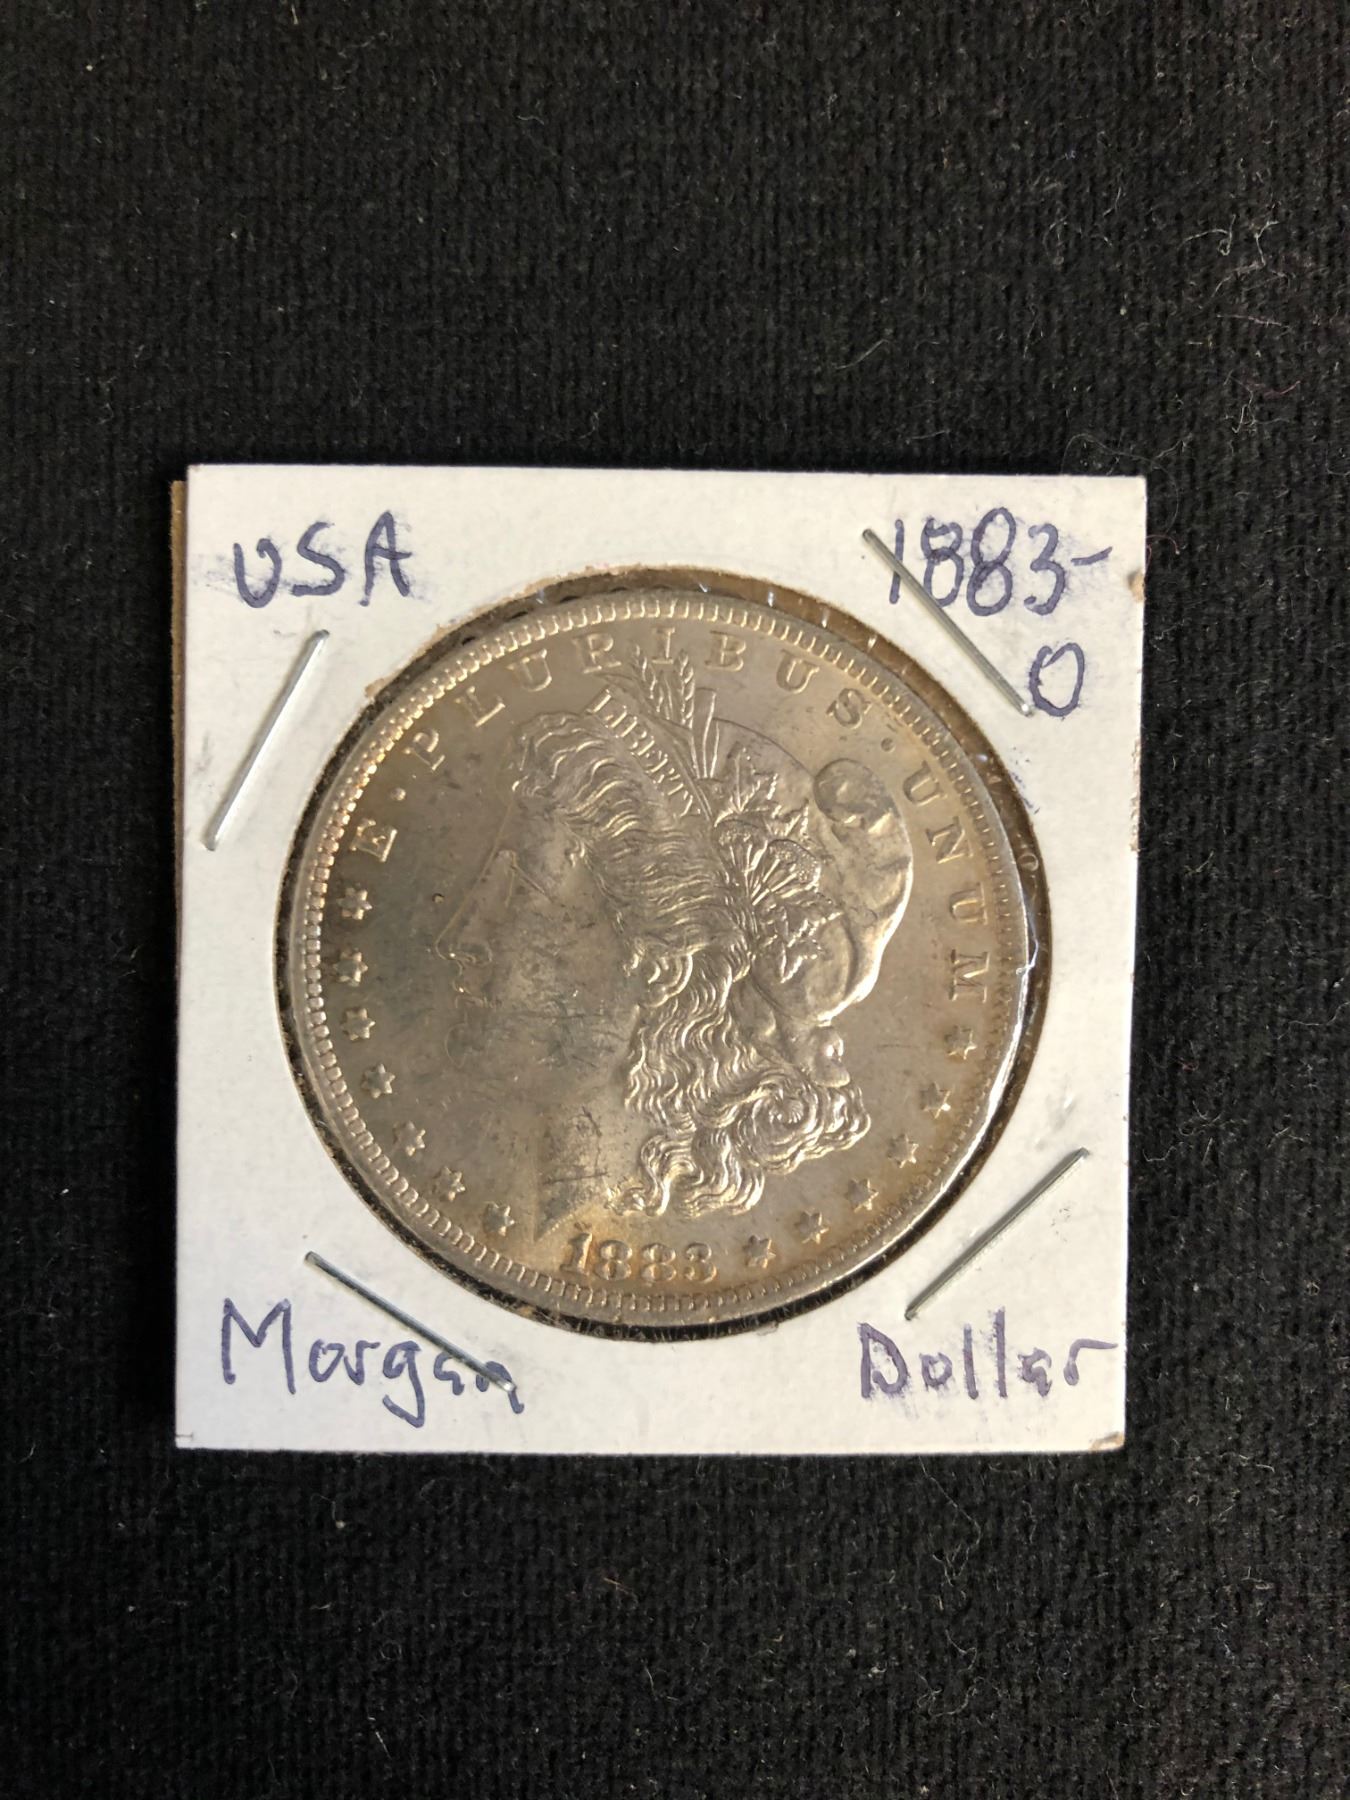 USA
1883-
O
E · PLURIBUS · UNUM
LIBERTY
1883
Morgan
Dollar